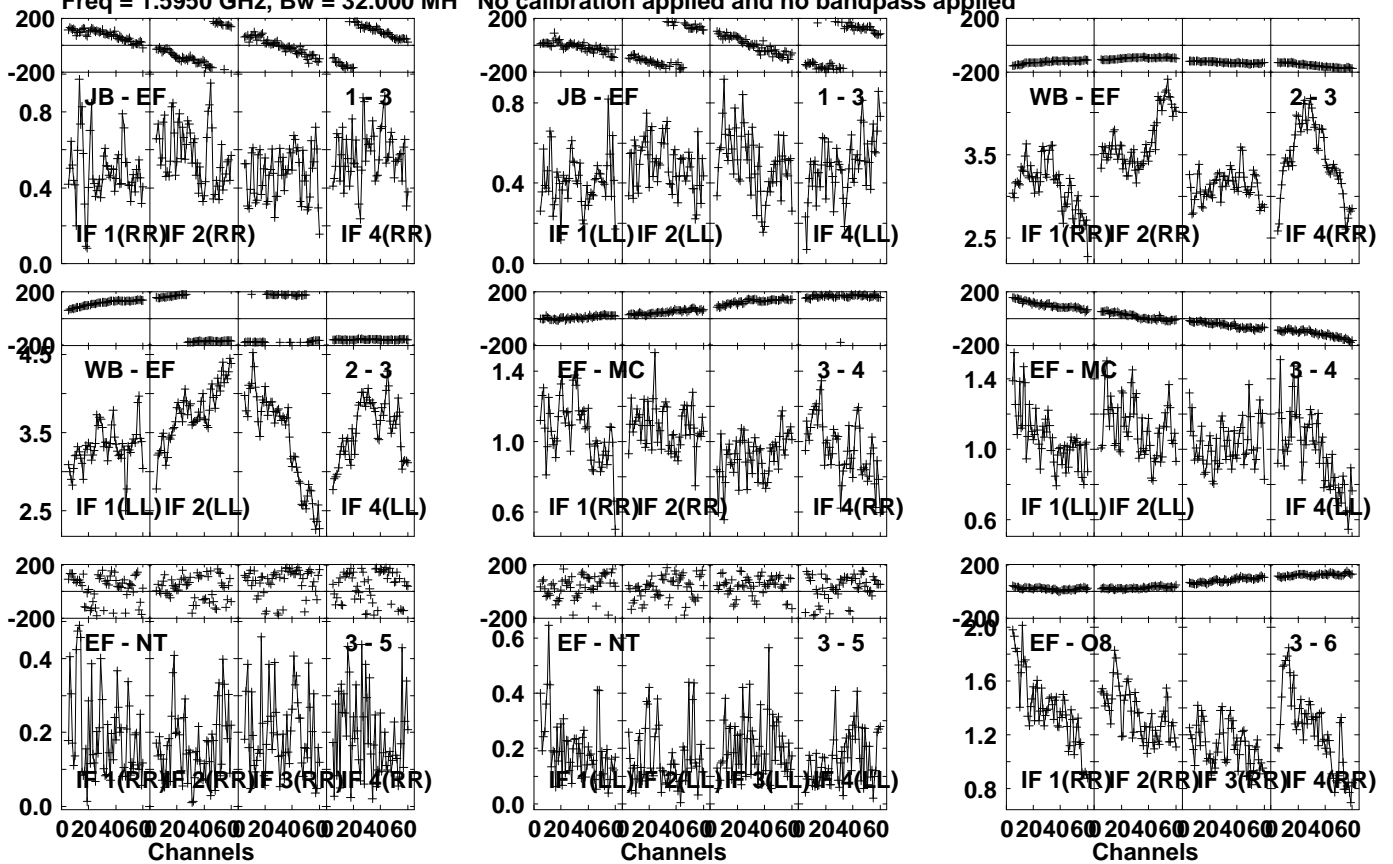 Freq = 1.5950 GHz, Bw = 32.000 MH No calibration applied and no bandpass applied
200
-200
JB - EF 1 - 3
0.8
0.4
0.0
IF 1(RR) IF 2(RR) IF 4(RR)
JB - EF 1 - 3
0.8
0.4
0.0
IF 1(LL) IF 2(LL) IF 4(LL)
WB - EF 2 - 3
3.5
2.5
IF 1(RR) IF 2(RR) IF 4(RR)
200
-200
4.5
WB - EF 2 - 3
3.5
2.5
IF 1(LL) IF 2(LL) IF 4(LL)
EF - MC 3 - 4
1.4
1.0
0.6
IF 1(RR) IF 2(RR) IF 4(RR)
200
-200
EF - MC 3 - 4
1.4
1.0
0.6
IF 1(LL) IF 2(LL) IF 4(LL)
200
-200
EF - NT 3 - 5
0.4
0.2
0.0
IF 1(RR) IF 2(RR) IF 3(RR) IF 4(RR)
EF - NT 3 - 5
0.6
0.4
0.2
0.0
IF 1(LL) IF 2(LL) IF 3(LL) IF 4(LL)
200
-200
2.0
EF - O8 3 - 6
1.6
1.2
0.8
IF 1(RR) IF 2(RR) IF 3(RR) IF 4(RR)
0 20 40 60 0 20 40 60 0 20 40 60 0 20 40 60
0 20 40 60 0 20 40 60 0 20 40 60 0 20 40 60
0 20 40 60 0 20 40 60 0 20 40 60 0 20 40 60
Channels Channels Channels